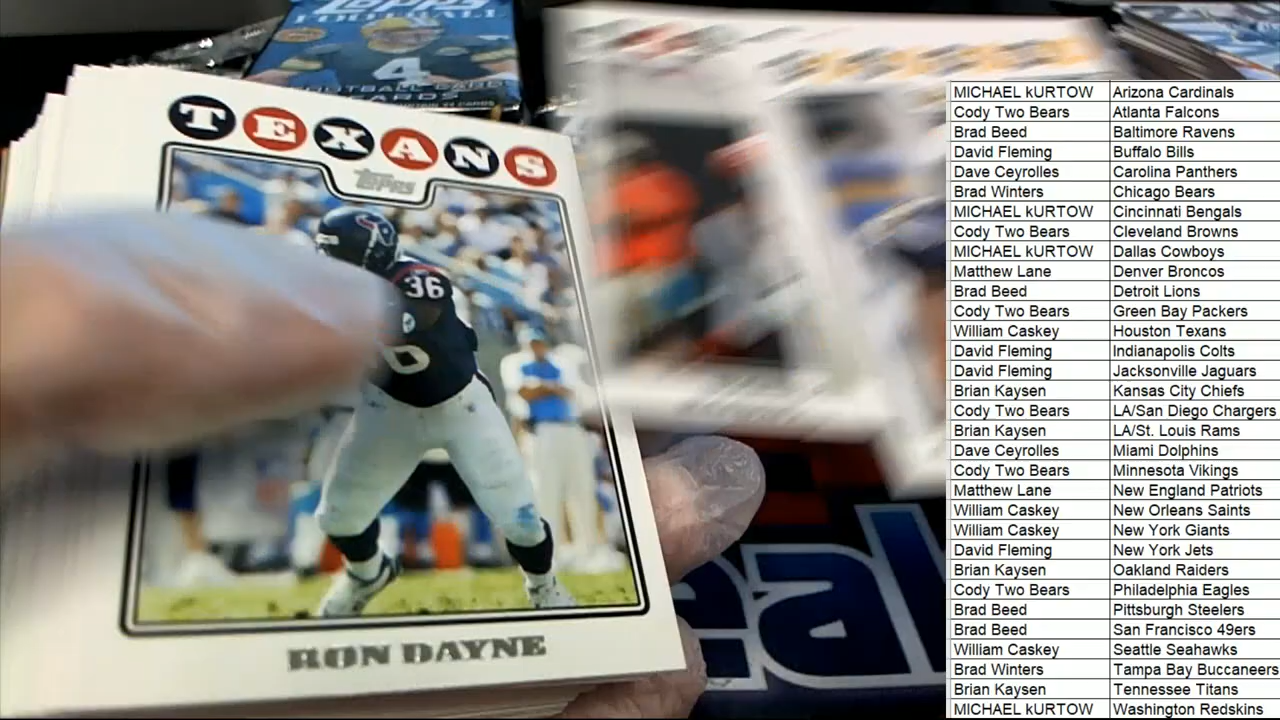 Topps
FOOTBALL
4
TEXANS
Topps
36
RON DAYNE
MICHAEL kURTOW Arizona Cardinals
Cody Two Bears Atlanta Falcons
Brad Beed Baltimore Ravens
David Fleming Buffalo Bills
Dave Ceyrolles Carolina Panthers
Brad Winters Chicago Bears
MICHAEL kURTOW Cincinnati Bengals
Cody Two Bears Cleveland Browns
MICHAEL kURTOW Dallas Cowboys
Matthew Lane Denver Broncos
Brad Beed Detroit Lions
Cody Two Bears Green Bay Packers
William Caskey Houston Texans
David Fleming Indianapolis Colts
David Fleming Jacksonville Jaguars
Brian Kaysen Kansas City Chiefs
Cody Two Bears LA/San Diego Chargers
Brian Kaysen LA/St. Louis Rams
Dave Ceyrolles Miami Dolphins
Cody Two Bears Minnesota Vikings
Matthew Lane New England Patriots
William Caskey New Orleans Saints
William Caskey New York Giants
David Fleming New York Jets
Brian Kaysen Oakland Raiders
Cody Two Bears Philadelphia Eagles
Brad Beed Pittsburgh Steelers
Brad Beed San Francisco 49ers
William Caskey Seattle Seahawks
Brad Winters Tampa Bay Buccaneers
Brian Kaysen Tennessee Titans
MICHAEL kURTOW Washington Redskins